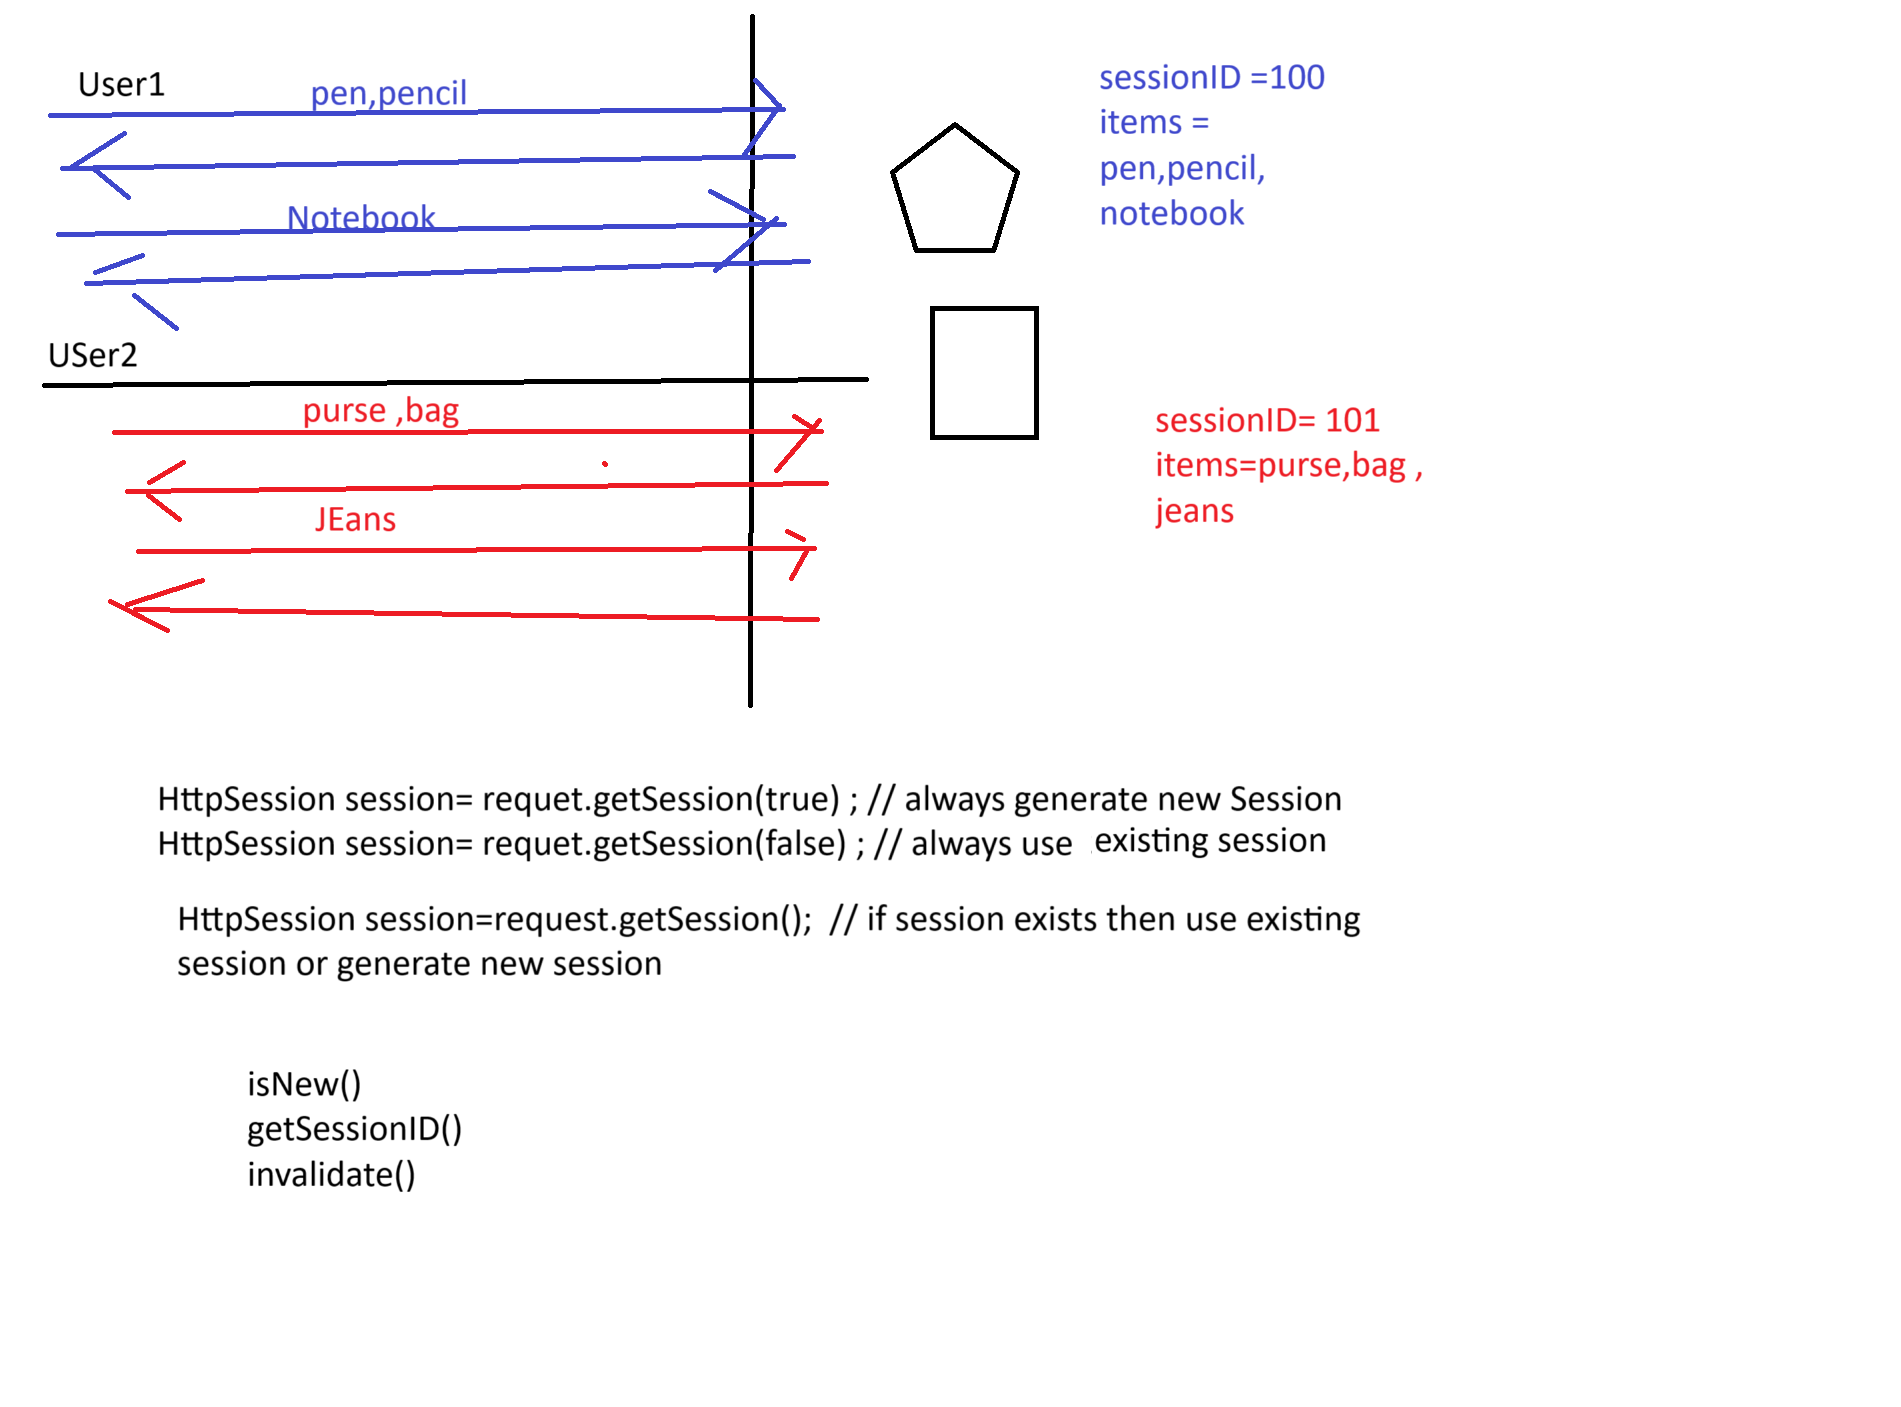 User1
pen,pencil
Notebook
sessionID =100
items =
pen,pencil,
notebook
USer2
purse ,bag
JEans
sessionID= 101
items=purse,bag ,
jeans
HttpSession session= requet.getSession(true) ; // always generate new Session
HttpSession session= requet.getSession(false) ; // always use existing session
HttpSession session=request.getSession(); // if session exists then use existing
session or generate new session
isNew()
getSessionID()
invalidate()